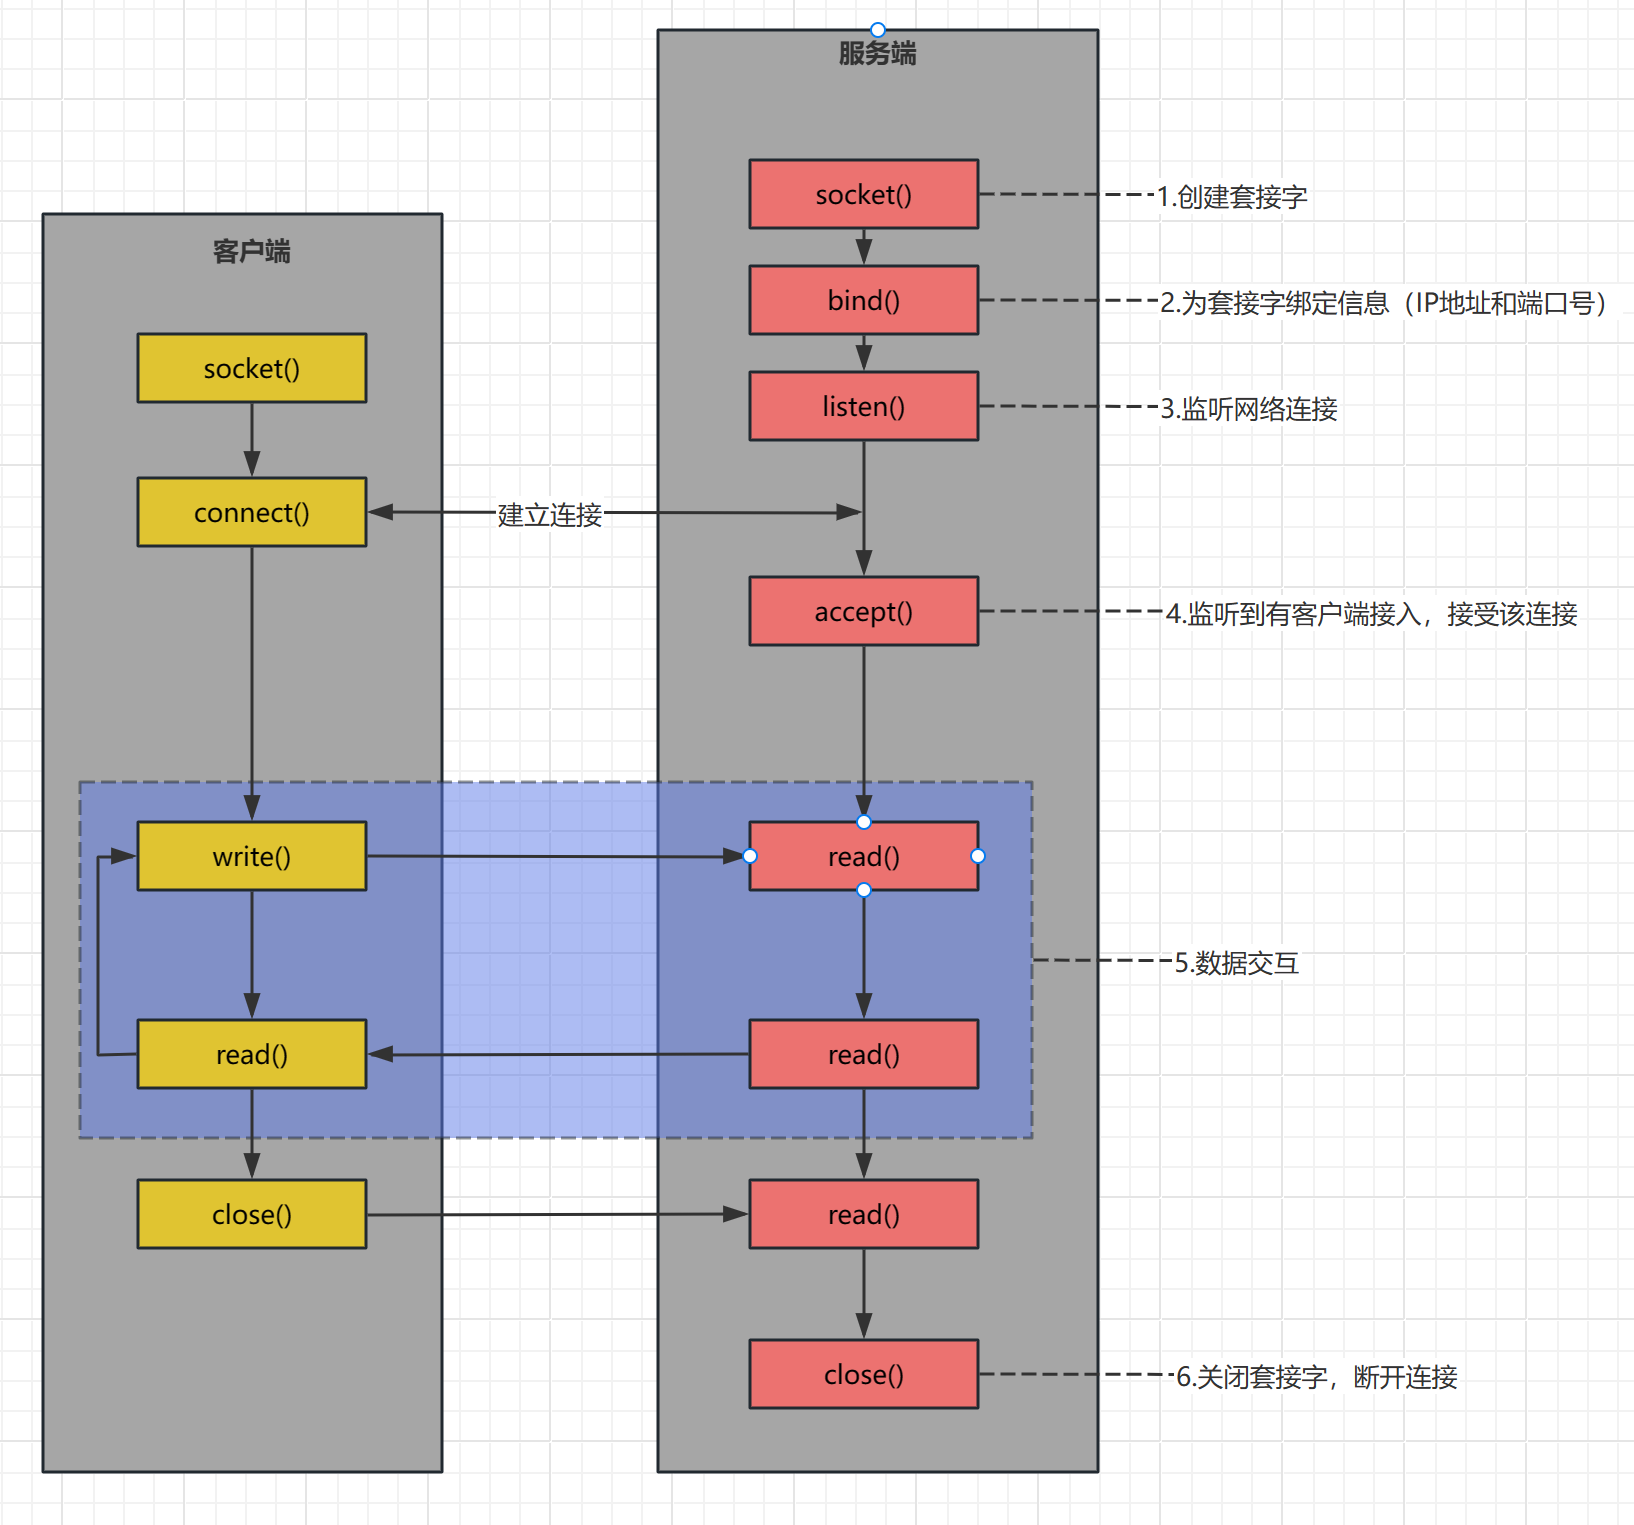 服务端
socket()
1.创建套接字
客户端
bind()
2.为套接字绑定信息（IP地址和端口号）
socket()
listen()
3.监听网络连接
connect()
建立连接
accept()
4.监听到有客户端接入，接受该连接
write()
read()
5.数据交互
read()
read()
close()
read()
close()
6.关闭套接字，断开连接